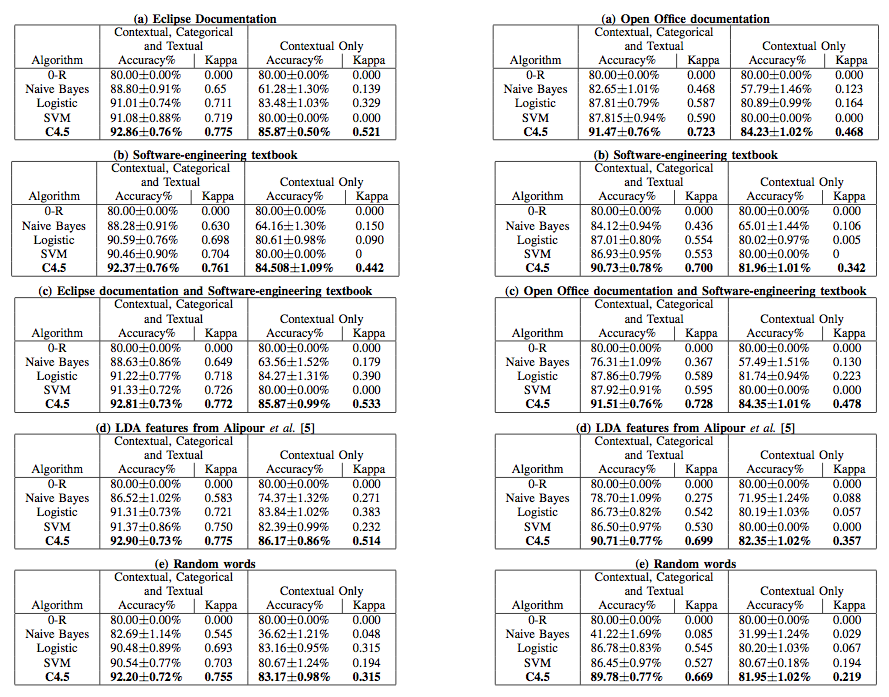 (a) Eclipse Documentation
Contextual, Categorical
and Textual Contextual Only
Algorithm Accuracy% Kappa Accuracy% Kappa
0-R 80.00±0.00% 0.000 80.00±0.00% 0.000
Naive Bayes 88.80±0.91% 0.65 61.28±1.30% 0.139
Logistic 91.01±0.74% 0.711 83.48±1.03% 0.329
SVM 91.08±0.88% 0.719 80.00±0.00% 0.000
C4.5 92.86±0.76% 0.775 85.87±0.50% 0.521
(b) Software-engineering textbook
Contextual, Categorical
and Textual Contextual Only
Algorithm Accuracy% Kappa Accuracy% Kappa
0-R 80.00±0.00% 0.000 80.00±0.00% 0.000
Naive Bayes 88.28±0.91% 0.630 64.16±1.30% 0.150
Logistic 90.59±0.76% 0.698 80.61±0.98% 0.090
SVM 90.46±0.90% 0.704 80.00±0.00% 0
C4.5 92.37±0.76% 0.761 84.508±1.09% 0.442
(c) Eclipse documentation and Software-engineering textbook
Contextual, Categorical
and Textual Contextual Only
Algorithm Accuracy% Kappa Accuracy% Kappa
0-R 80.00±0.00% 0.000 80.00±0.00% 0.000
Naive Bayes 88.63±0.86% 0.649 63.56±1.52% 0.179
Logistic 91.22±0.77% 0.718 84.27±1.31% 0.390
SVM 91.33±0.72% 0.726 80.00±0.00% 0.000
C4.5 92.81±0.73% 0.772 85.87±0.99% 0.533
(d) LDA features from Alipour et al. [5]
Contextual, Categorical
and Textual Contextual Only
Algorithm Accuracy% Kappa Accuracy% Kappa
0-R 80.00±0.00% 0.000 80.00±0.00% 0.000
Naive Bayes 86.52±1.02% 0.583 74.37±1.32% 0.271
Logistic 91.31±0.73% 0.721 83.84±1.02% 0.383
SVM 91.37±0.86% 0.750 82.39±0.99% 0.232
C4.5 92.90±0.73% 0.775 86.17±0.86% 0.514
(e) Random words
Contextual, Categorical
and Textual Contextual Only
Algorithm Accuracy% Kappa Accuracy% Kappa
0-R 80.00±0.00% 0.000 80.00±0.00% 0.000
Naive Bayes 82.69±1.14% 0.545 36.62±1.21% 0.048
Logistic 90.48±0.89% 0.693 83.16±0.95% 0.315
SVM 90.54±0.77% 0.703 80.67±1.24% 0.194
C4.5 92.20±0.72% 0.755 83.17±0.98% 0.315
(a) Open Office documentation
Contextual, Categorical
and Textual Contextual Only
Algorithm Accuracy% Kappa Accuracy% Kappa
0-R 80.00±0.00% 0.000 80.00±0.00% 0.000
Naive Bayes 82.65±1.01% 0.468 57.79±1.46% 0.123
Logistic 87.81±0.79% 0.587 80.89±0.99% 0.164
SVM 87.815±0.94% 0.590 80.00±0.00% 0.000
C4.5 91.47±0.76% 0.723 84.23±1.02% 0.468
(b) Software-engineering textbook
Contextual, Categorical
and Textual Contextual Only
Algorithm Accuracy% Kappa Accuracy% Kappa
0-R 80.00±0.00% 0.000 80.00±0.00% 0.000
Naive Bayes 84.12±0.94% 0.436 65.01±1.44% 0.106
Logistic 87.01±0.80% 0.554 80.02±0.97% 0.005
SVM 86.93±0.95% 0.553 80.00±0.00% 0
C4.5 90.73±0.78% 0.700 81.96±1.01% 0.342
(c) Open Office documentation and Software-engineering textbook
Contextual, Categorical
and Textual Contextual Only
Algorithm Accuracy% Kappa Accuracy% Kappa
0-R 80.00±0.00% 0.000 80.00±0.00% 0.000
Naive Bayes 76.31±1.09% 0.367 57.49±1.51% 0.130
Logistic 87.86±0.79% 0.589 81.74±0.94% 0.223
SVM 87.92±0.91% 0.595 80.00±0.00% 0.000
C4.5 91.51±0.76% 0.728 84.35±1.01% 0.478
(d) LDA features from Alipour et al. [5]
Contextual, Categorical
and Textual Contextual Only
Algorithm Accuracy% Kappa Accuracy% Kappa
0-R 80.00±0.00% 0.000 80.00±0.00% 0.000
Naive Bayes 78.70±1.09% 0.275 71.95±1.24% 0.088
Logistic 86.73±0.82% 0.542 80.19±1.03% 0.057
SVM 86.50±0.97% 0.530 80.00±0.00% 0.000
C4.5 90.71±0.77% 0.699 82.35±1.02% 0.357
(e) Random words
Contextual, Categorical
and Textual Contextual Only
Algorithm Accuracy% Kappa Accuracy% Kappa
0-R 80.00±0.00% 0.000 80.00±0.00% 0.000
Naive Bayes 41.22±1.69% 0.085 31.99±1.24% 0.029
Logistic 86.78±0.83% 0.545 80.20±1.03% 0.067
SVM 86.45±0.97% 0.527 80.67±0.18% 0.194
C4.5 89.78±0.77% 0.669 81.95±1.02% 0.219